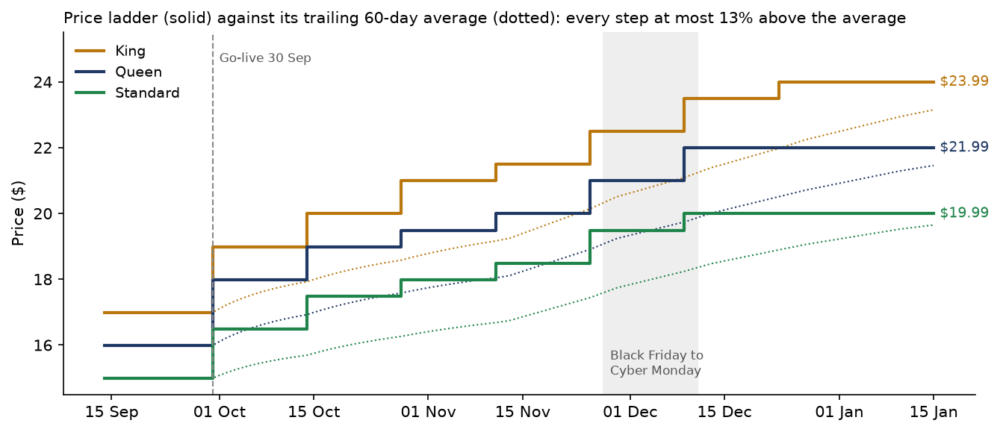 Price ladder (solid) against its trailing 60-day average (dotted): every step at most 13% above the average
King
Queen
Standard
Go-live 30 Sep
Price ($)
24
22
20
18
16
$23.99
$21.99
$19.99
Black Friday to
Cyber Monday
15 Sep
01 Oct
15 Oct
01 Nov
15 Nov
01 Dec
15 Dec
01 Jan
15 Jan